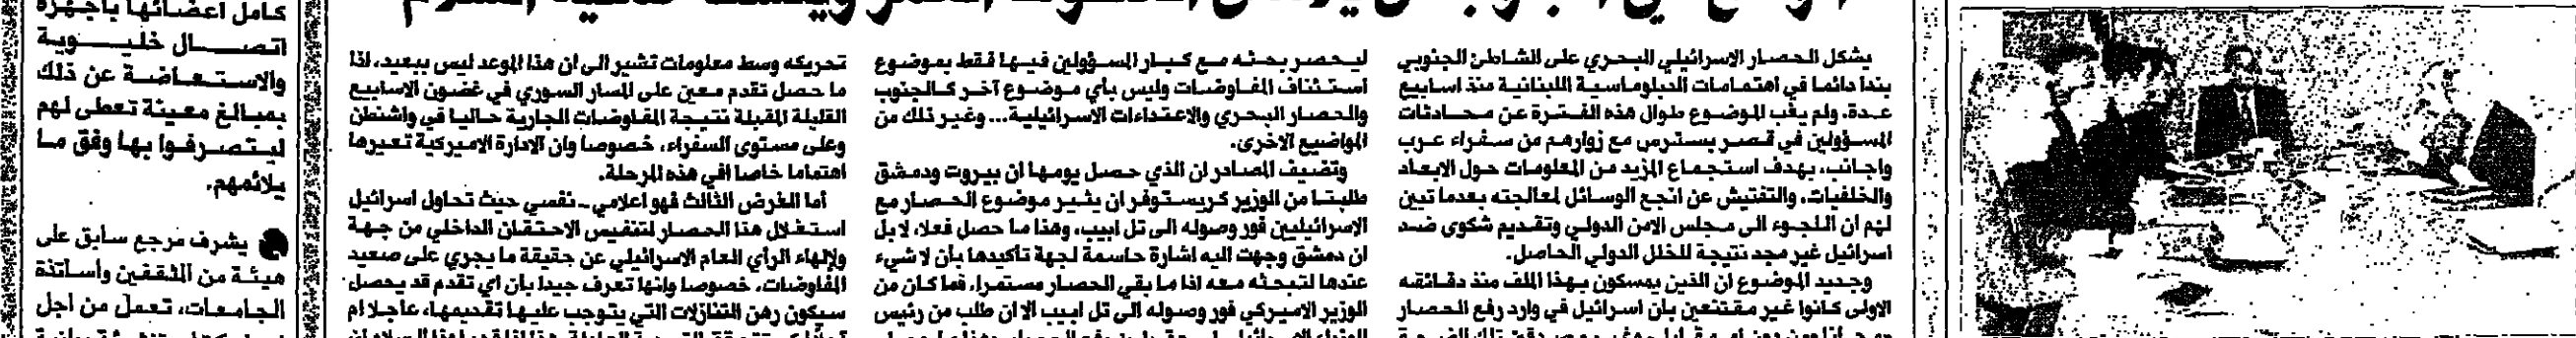 يشكل الحصار الاسرائيلي البحري على الشاطئ الجنوبي
بندا دائما في اهتمامات الدبلوماسية اللبنانية منذ اسابيع
عدة. ولم يغب الموضوع طوال هذه الفترة عن محادثات
المسؤولين في قصر بسترس مع زوارهم من سفراء عرب
واجانب، بهدف استجماع المزيد من المعلومات حول الابعاد
والخلفيات، والتفتيش عن انجع الوسائل لمعالجته بعدما تبين
لهم ان اللجوء الى مجلس الامن الدولي وتقديم شكوى ضد
اسرائيل غير مجد نتيجة للخلل الدولي الحاصل.
وجديد الموضوع ان الذين يمسكون بهذا الملف منذ دقائقه
الاولى كانوا غير مقتنعين بان اسرائيل في وارد رفع الحصار
ليحصر بحثه مع كبار المسؤولين فيها فقط بموضوع
استئناف المفاوضات وليس بأي موضوع آخر كالجنوب
والحصار البحري والاعتداءات الاسرائيلية... وغير ذلك من
المواضيع الاخرى.
وتضيف المصادر ان الذي حصل يومها ان بيروت ودمشق
طلبتا من الوزير كريستوفر ان يثير موضوع الحصار مع
الاسرائيليين فور وصوله الى تل ابيب، وهذا ما حصل فعلا، لا بل
ان دمشق وجهت اليه اشارة حاسمة لجهة تأكيدها بأن لا شيء
عندها لتبحثه معه اذا ما بقي الحصار مستمرا، فما كان من
الوزير الاميركي فور وصوله الى تل ابيب الا ان طلب من رئيس
تحريكه وسط معلومات تشير الى ان هذا الموعد ليس ببعيد، اذا
ما حصل تقدم معين على المسار السوري في غضون الاسابيع
القليلة المقبلة نتيجة المفاوضات الجارية حاليا في واشنطن
وعلى مستوى السفراء، خصوصا وان الادارة الاميركية تعيرها
اهتماما خاصا في هذه المرحلة.
أما الغرض الثالث فهو اعلامي ـ نفسي حيث تحاول اسرائيل
استغلال هذا الحصار لتنفيس الاحتقان الداخلي من جهة
ولإلهاء الرأي العام الاسرائيلي عن حقيقة ما يجري على صعيد
المفاوضات، خصوصا وانها تعرف جيدا بان اي تقدم قد يحصل
سيكون رهن التنازلات التي يتوجب عليها تقديمها، عاجلا ام
كامل اعضائها باجهزة
اتصال خليوية
والاستعاضة عن ذلك
بمبالغ معينة تعطى لهم
ليتصرفوا بها وفق ما
يلائمهم.
يشرف مرجع سابق على
هيئة من المثقفين واساتذة
الجامعات، تعمل من اجل